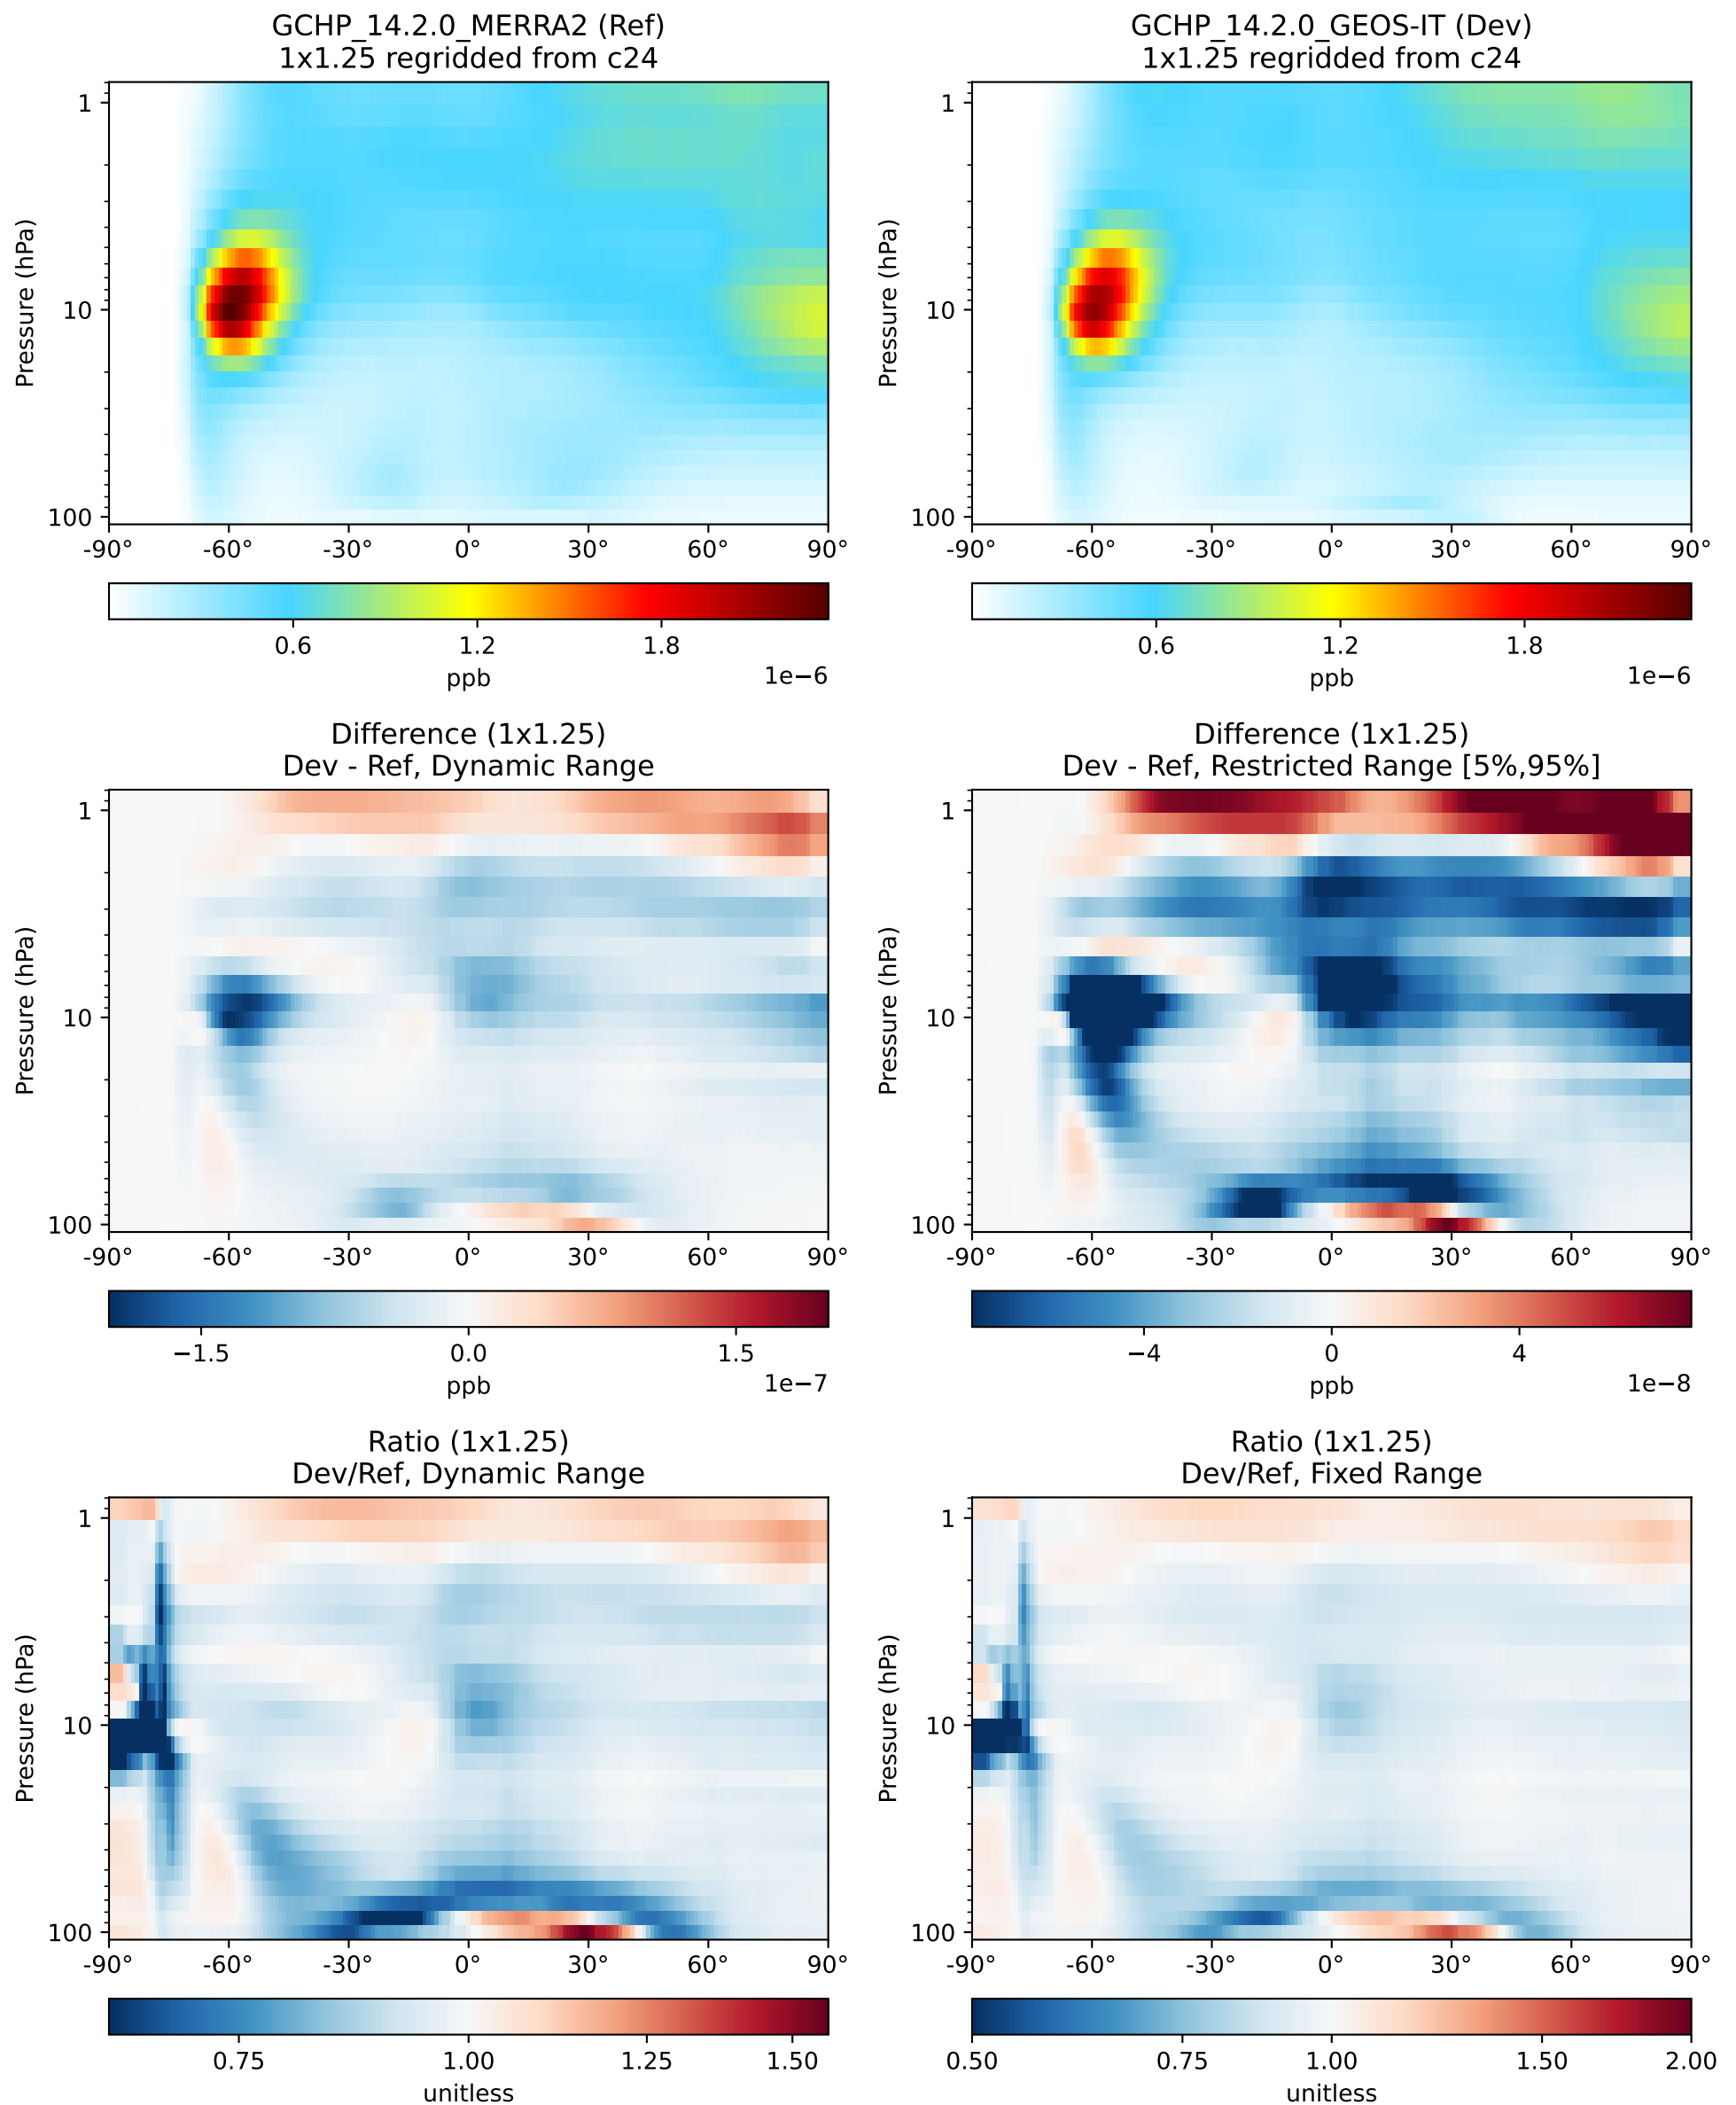 GCHP_14.2.0_MERRA2 (Ref)
1x1.25 regridded from c24
GCHP_14.2.0_GEOS-IT (Dev)
1x1.25 regridded from c24
Pressure (hPa)
1
10
100
-90° -60° -30° 0° 30° 60° 90°
0.6 1.2 1.8
ppb
1e−6
Pressure (hPa)
1
10
100
-90° -60° -30° 0° 30° 60° 90°
0.6 1.2 1.8
ppb
1e−6
Difference (1x1.25)
Dev - Ref, Dynamic Range
Pressure (hPa)
1
10
100
-90° -60° -30° 0° 30° 60° 90°
−1.5 0.0 1.5
ppb
1e−7
Difference (1x1.25)
Dev - Ref, Restricted Range [5%,95%]
Pressure (hPa)
1
10
100
-90° -60° -30° 0° 30° 60° 90°
−4 0 4
ppb
1e−8
Ratio (1x1.25)
Dev/Ref, Dynamic Range
Pressure (hPa)
1
10
100
-90° -60° -30° 0° 30° 60° 90°
0.75 1.00 1.25 1.50
unitless
Ratio (1x1.25)
Dev/Ref, Fixed Range
Pressure (hPa)
1
10
100
-90° -60° -30° 0° 30° 60° 90°
0.50 0.75 1.00 1.50 2.00
unitless